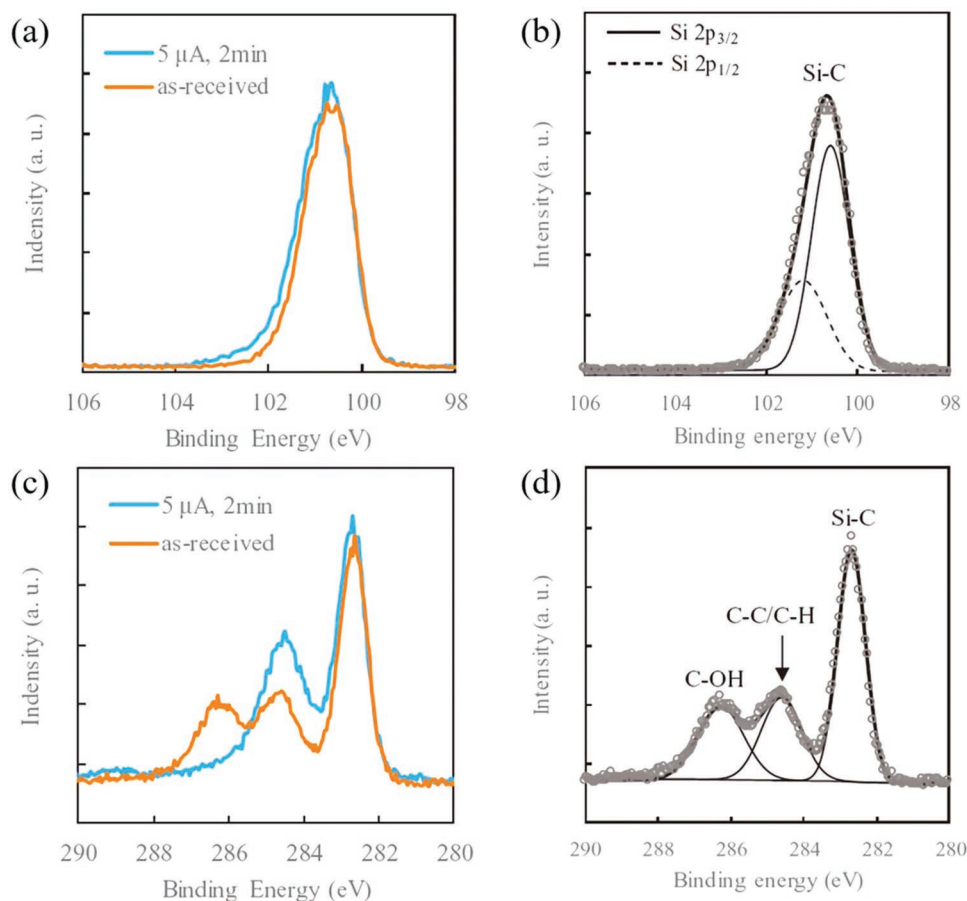 (a)
5 µA, 2min
as-received
Indensity (a. u.)
106 104 102 100 98
Binding Energy (eV)
(b)
Si 2p3/2
Si 2p1/2
Si-C
Intensity (a. u.)
106 104 102 100 98
Binding energy (eV)
(c)
5 µA, 2min
as-received
Indensity (a. u.)
290 288 286 284 282 280
Binding Energy (eV)
(d)
Si-C
C-C/C-H
C-OH
Intensity (a. u.)
290 288 286 284 282 280
Binding energy (eV)